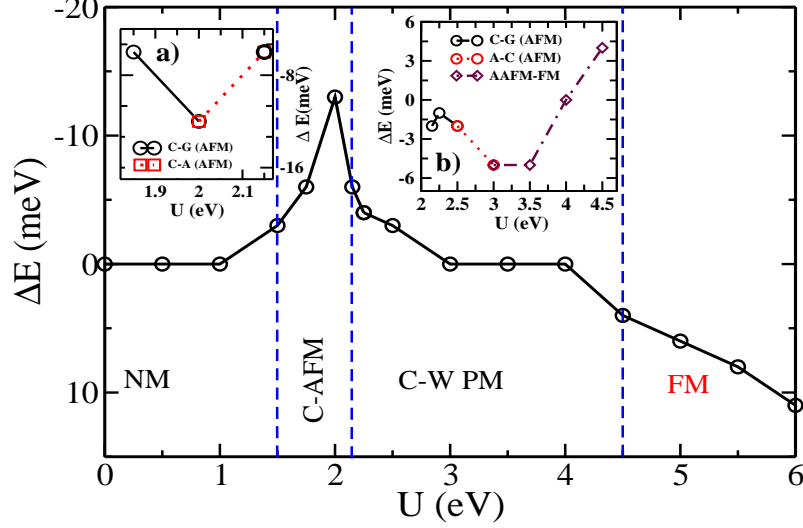 -20
-10
0
10
ΔE (meV)
0
1
2
3
4
5
6
U (eV)
NM
C-AFM
C-W PM
FM
a)
C-G (AFM)
C-A (AFM)
1.9
2
2.1
U (eV)
-8
-16
Δ E(meV)
b)
C-G (AFM)
A-C (AFM)
AAFM-FM
6
3
0
-3
-6
ΔE (meV)
2
2.5
3
3.5
4
4.5
U (eV)